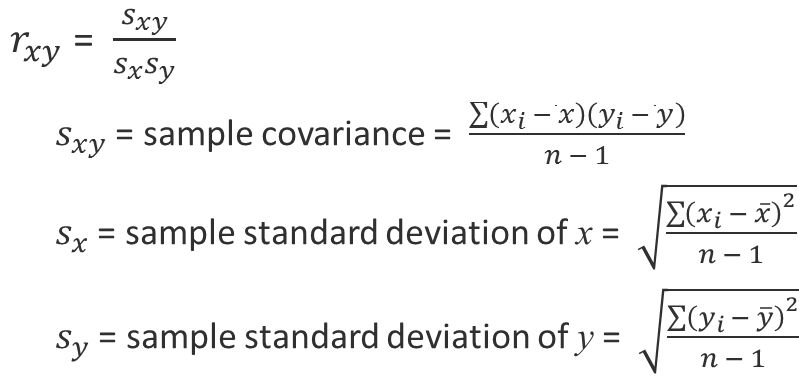 r_xy = s_xy / (s_x s_y)
s_xy = sample covariance = ∑(x_i − x)(y_i − y) / (n − 1)
s_x = sample standard deviation of x = √(∑(x_i − x̄)² / (n − 1))
s_y = sample standard deviation of y = √(∑(y_i − ȳ)² / (n − 1))